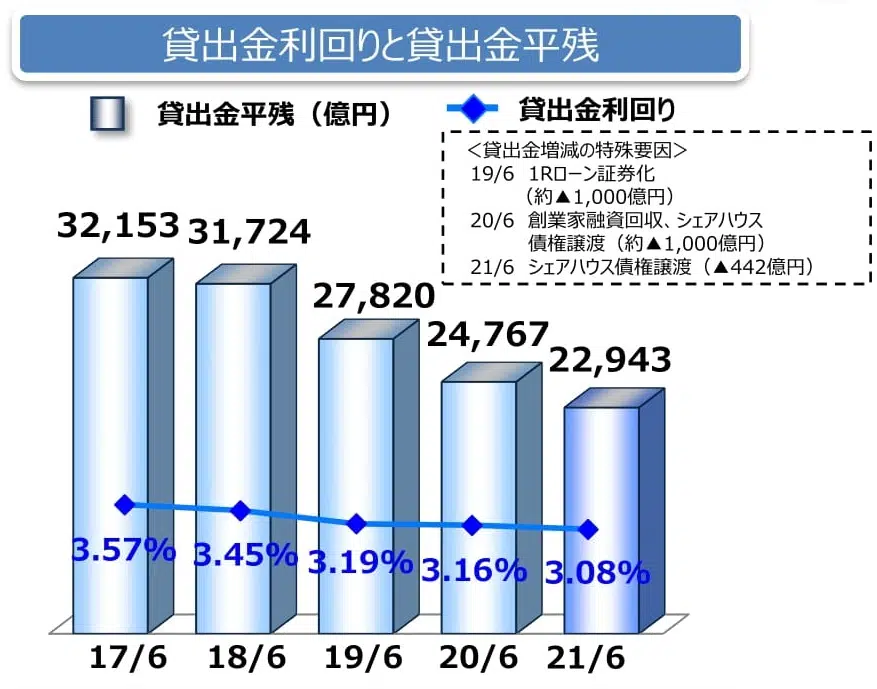 貸出金利回りと貸出金平残
貸出金平残（億円）
貸出金利回り
＜貸出金増減の特殊要因＞
19/6 1Rローン証券化
（約▲1,000億円）
20/6 創業家融資回収、シェアハウス
債権譲渡（約▲1,000億円）
21/6 シェアハウス債権譲渡（▲442億円）
32,153
31,724
27,820
24,767
22,943
3.57%
3.45%
3.19%
3.16%
3.08%
17/6
18/6
19/6
20/6
21/6